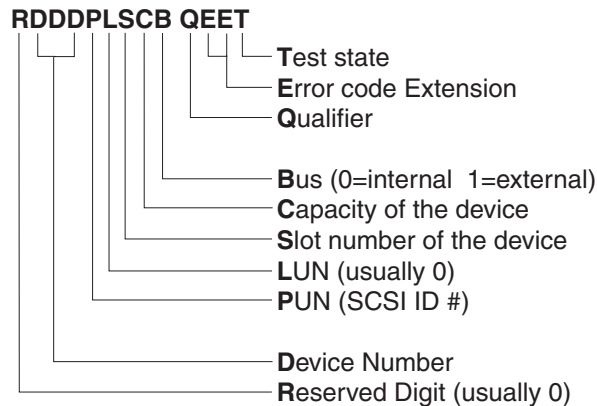 RDDDPLSCB QEET
Test state
Error code Extension
Qualifier
Bus (0=internal 1=external)
Capacity of the device
Slot number of the device
LUN (usually 0)
PUN (SCSI ID #)
Device Number
Reserved Digit (usually 0)